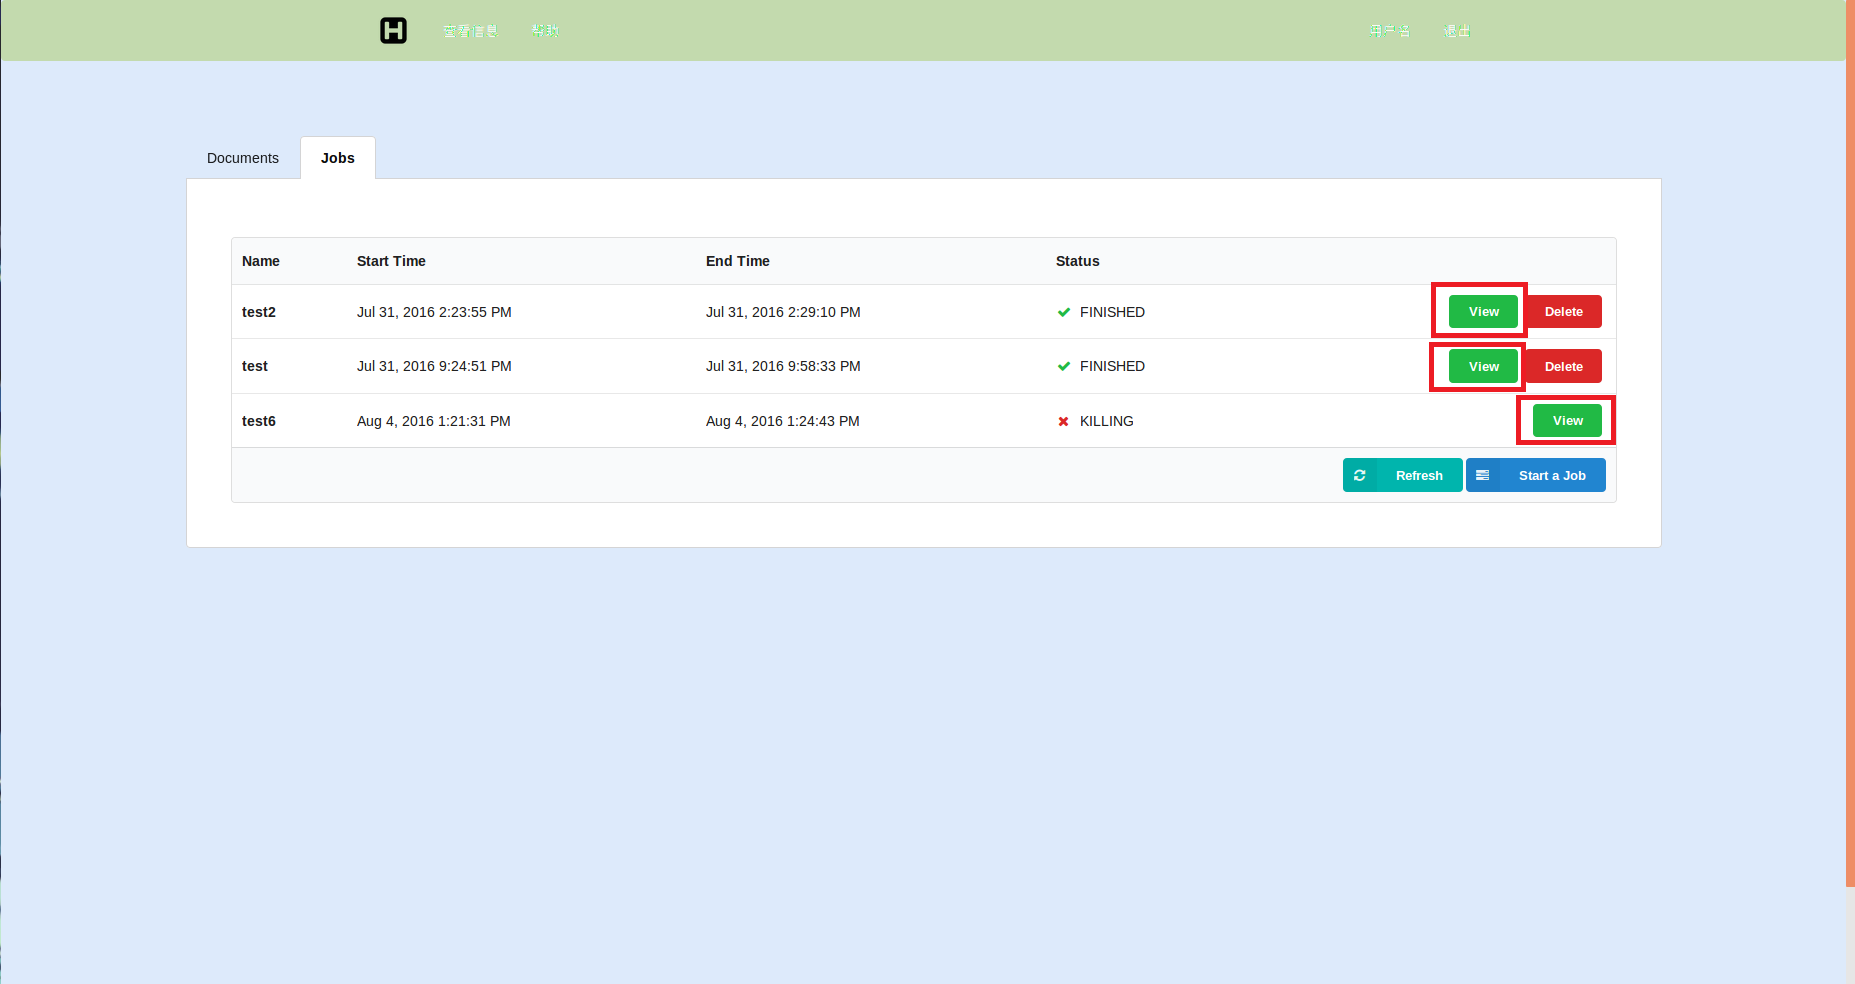 查看信息 帮助 用户名 退出
Documents Jobs
Name Start Time End Time Status
test2 Jul 31, 2016 2:23:55 PM Jul 31, 2016 2:29:10 PM FINISHED View Delete
test Jul 31, 2016 9:24:51 PM Jul 31, 2016 9:58:33 PM FINISHED View Delete
test6 Aug 4, 2016 1:21:31 PM Aug 4, 2016 1:24:43 PM KILLING View
Refresh Start a Job